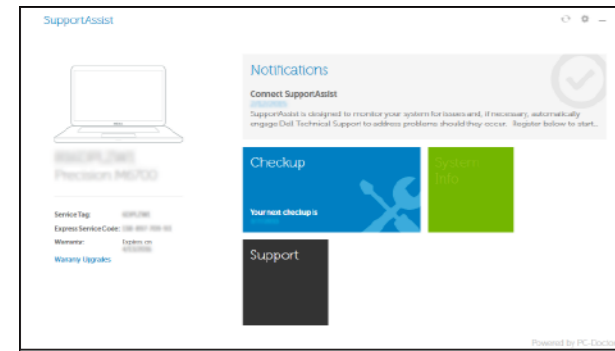 SupportAssist
Notifications
Connect SupportAssist
SupportAssist is designed to monitor your system for issues and, if necessary, automatically
engage Dell Technical Support to address problems should they occur. Register below to start...
Precision M6700
Checkup
System
Info
Your next checkup is
Service Tag:
Express Service Code:
Warranty: Expires on
Warranty Upgrades
Support
Powered by PC-Doctor